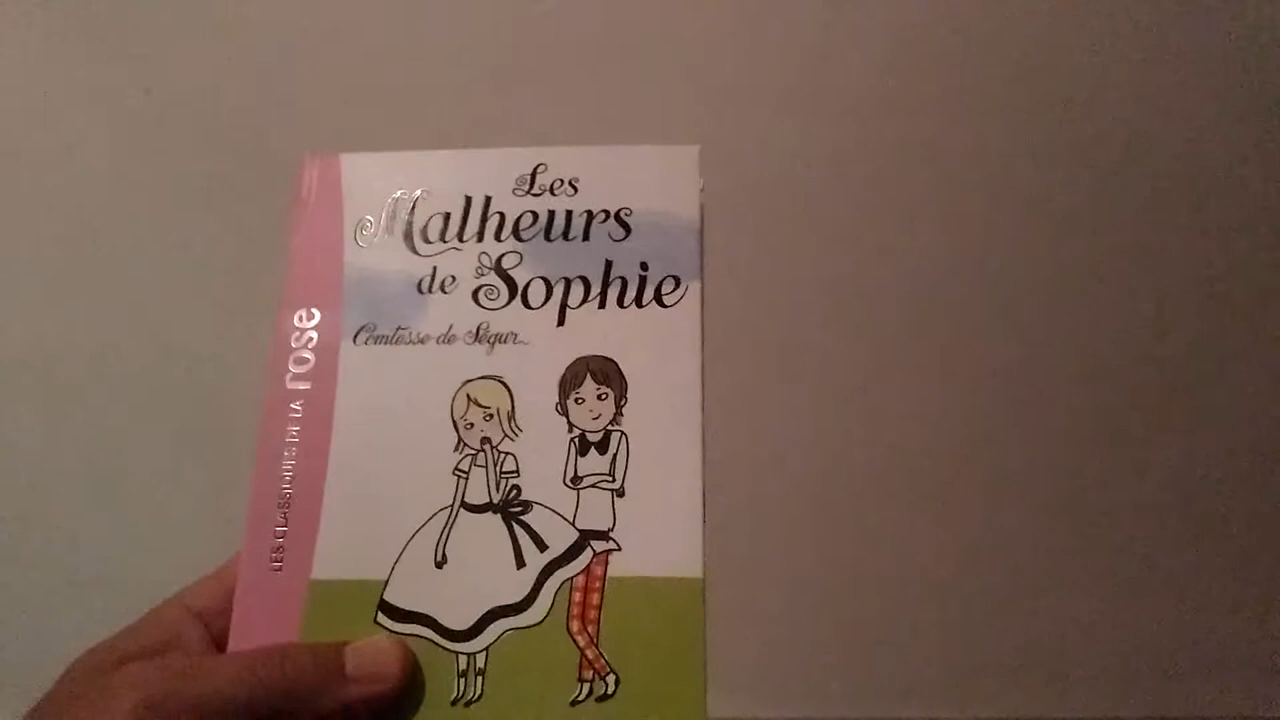 Les
Malheurs
de Sophie
Comtesse de Ségur
LES CLASSIQUES DE LA rose